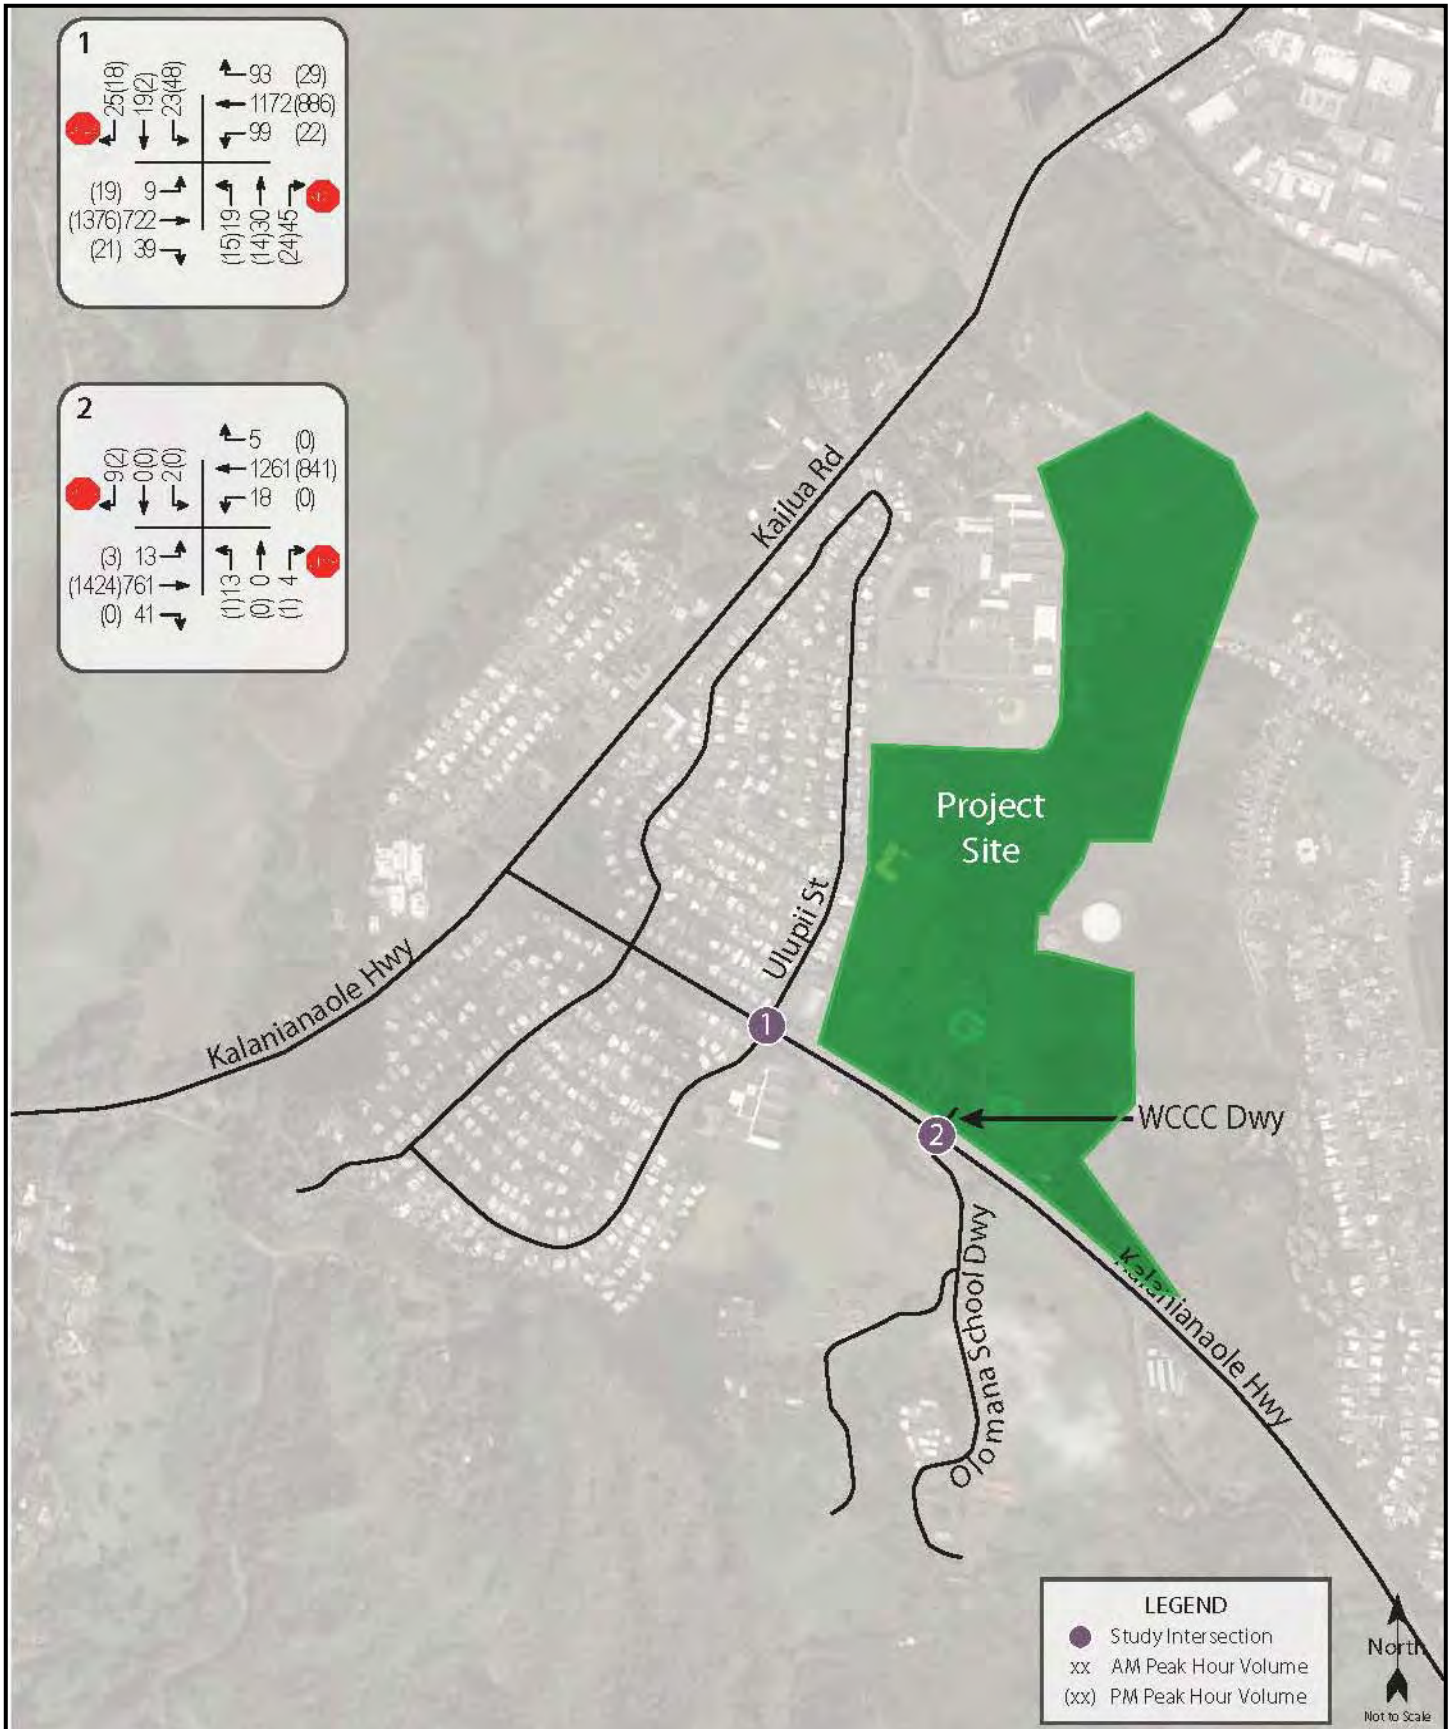 1
25(18)
19(2)
23(48)
93 (29)
1172(886)
99 (22)
(19) 9
(1376)722
(21) 39
(15)19
(14)30
(24)45
2
9(2)
0(0)
2(0)
5 (0)
1261(841)
18 (0)
(3) 13
(1424)761
(0) 41
(1)13
(0) 0
(1) 4
Kailua Rd
Project
Site
Ulupii St
Kalanianaole Hwy
1
WCCC Dwy
2
Olomana School Dwy
Kalanianaole Hwy
LEGEND
Study Intersection
xx AM Peak Hour Volume
(xx) PM Peak Hour Volume
North
Not to Scale